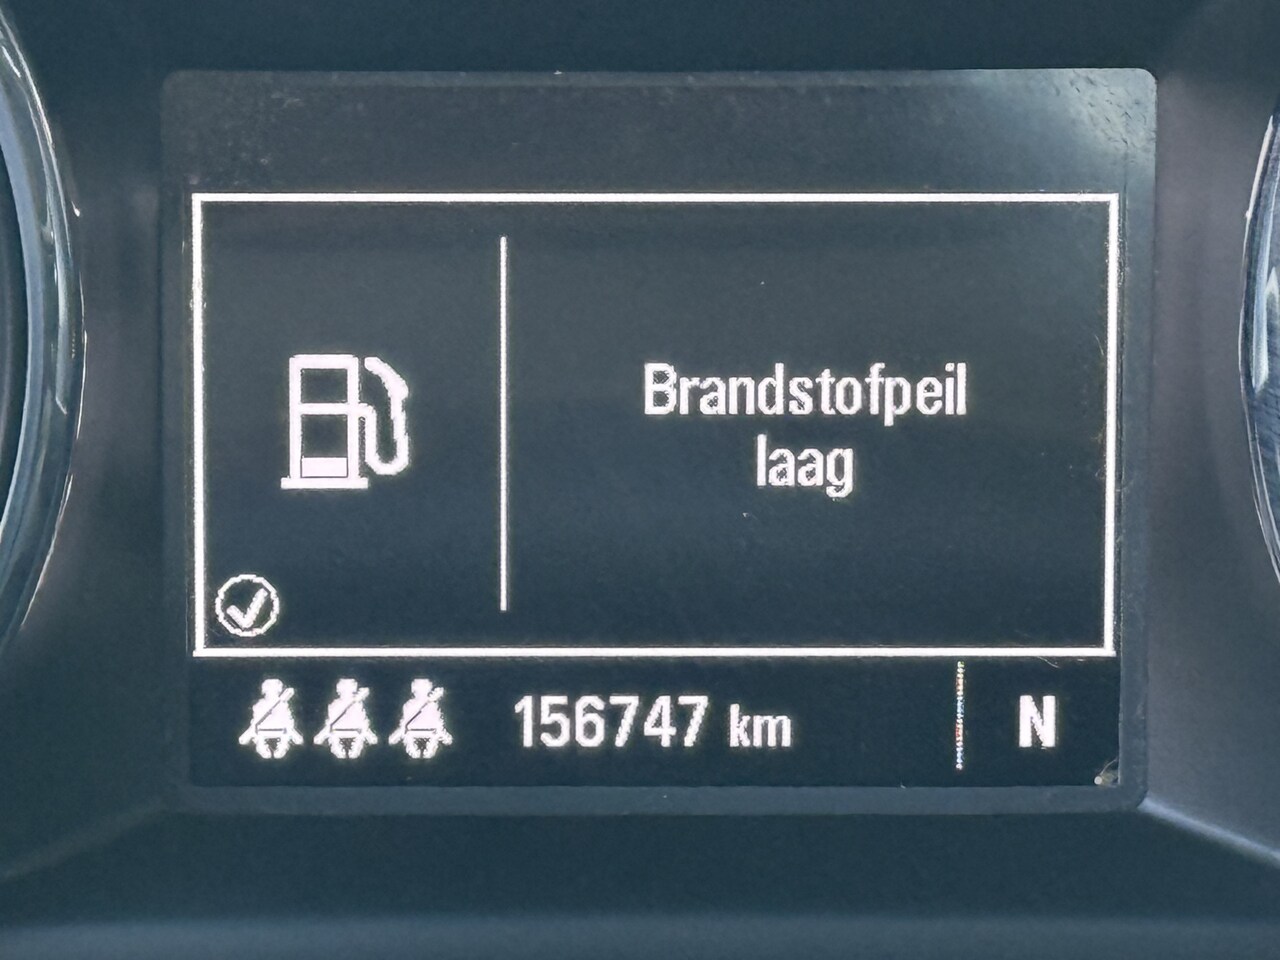 Brandstofpeil
laag
156747 km
N